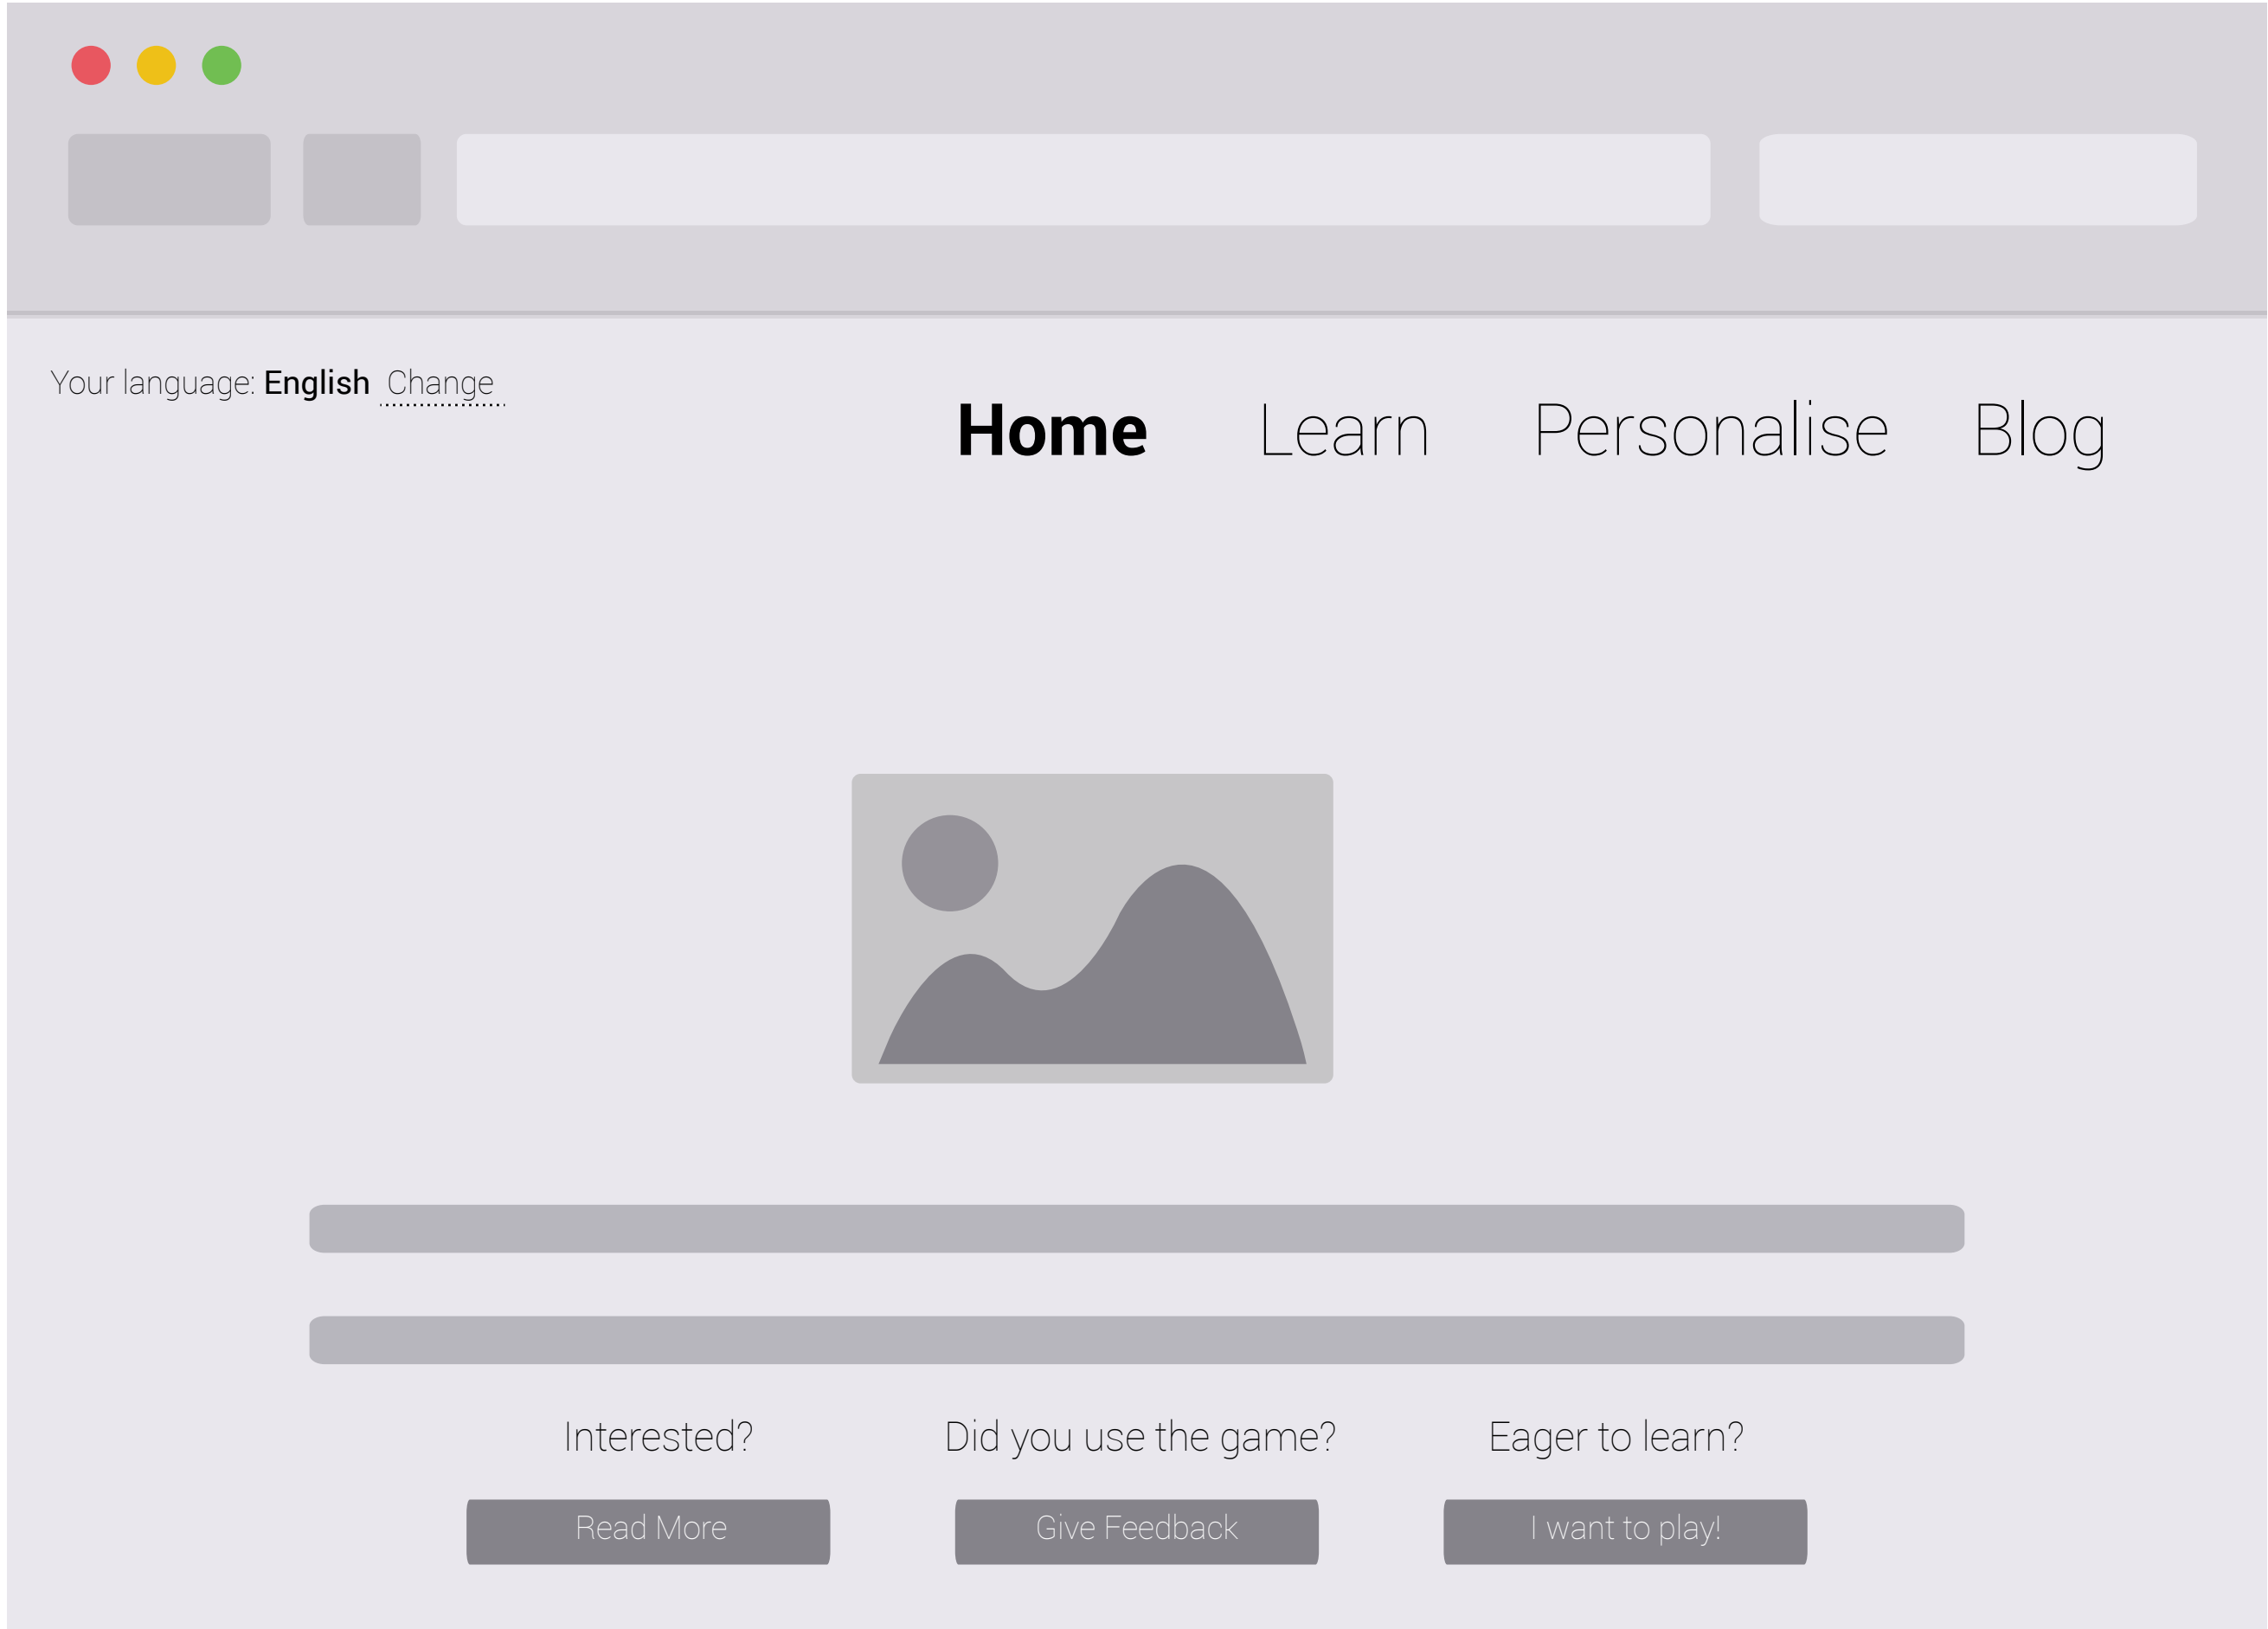 Your language: English Change
Home Learn Personalise Blog
Interested? Did you use the game? Eager to learn?
Read More Give Feedback I want to play!